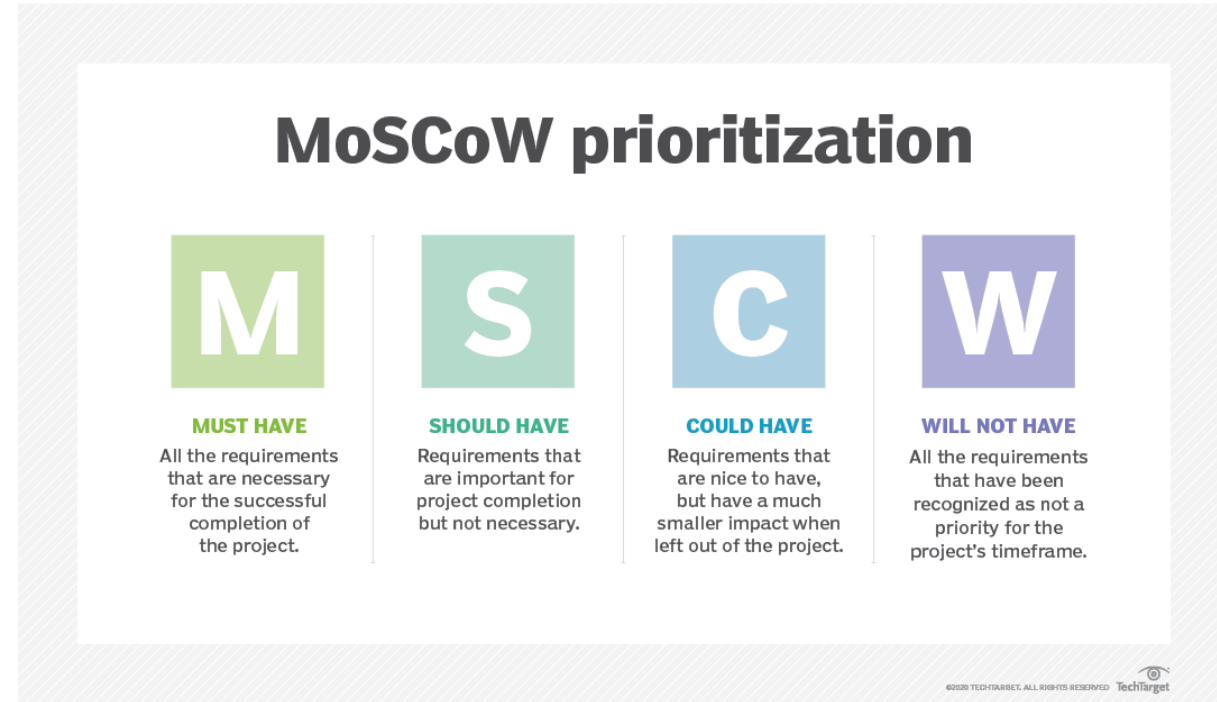 MoSCoW prioritization
M
S
C
W
MUST HAVE
All the requirements
that are necessary
for the successful
completion of
the project.
SHOULD HAVE
Requirements that
are important for
project completion
but not necessary.
COULD HAVE
Requirements that
are nice to have,
but have a much
smaller impact when
left out of the project.
WILL NOT HAVE
All the requirements
that have been
recognized as not a
priority for the
project's timeframe.
©2020 TECHTARGET. ALL RIGHTS RESERVED TechTarget